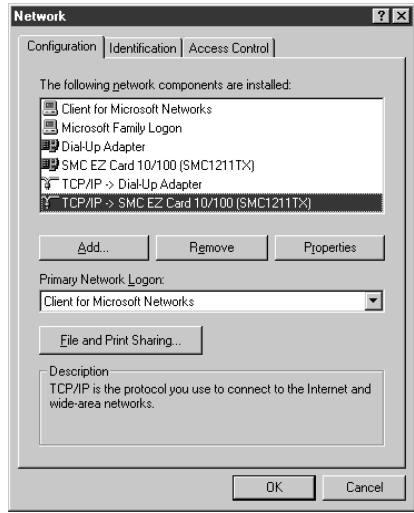 Network
Configuration
Identification
Access Control
The following network components are installed:
Client for Microsoft Networks
Microsoft Family Logon
Dial-Up Adapter
SMC EZ Card 10/100 (SMC1211TX)
TCP/IP -> Dial-Up Adapter
TCP/IP -> SMC EZ Card 10/100 (SMC1211TX)
Add...
Remove
Properties
Primary Network Logon:
Client for Microsoft Networks
File and Print Sharing...
Description
TCP/IP is the protocol you use to connect to the Internet and
wide-area networks.
OK
Cancel